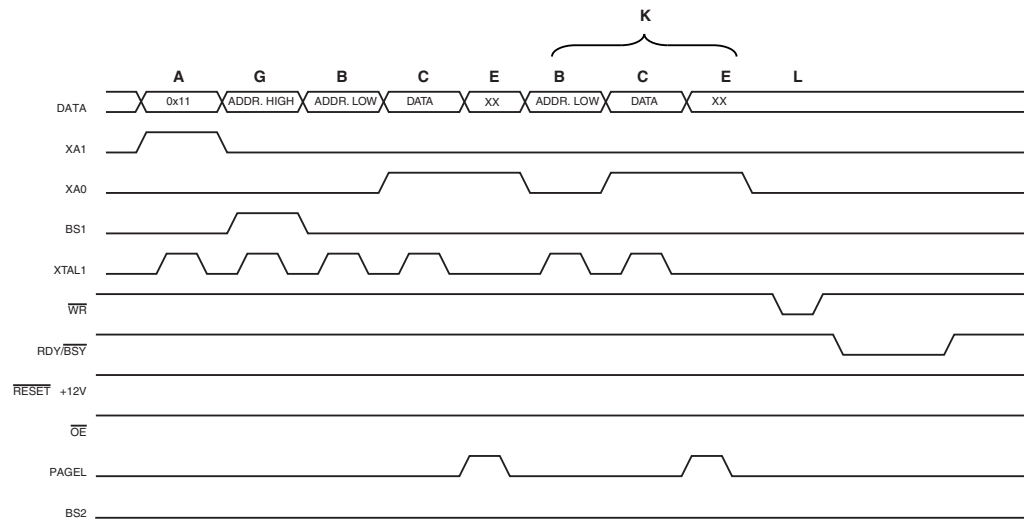 K
A G B C E B C E L
DATA 0x11 ADDR. HIGH ADDR. LOW DATA XX ADDR. LOW DATA XX
XA1
XA0
BS1
XTAL1
WR
RDY/BSY
RESET +12V
OE
PAGEL
BS2